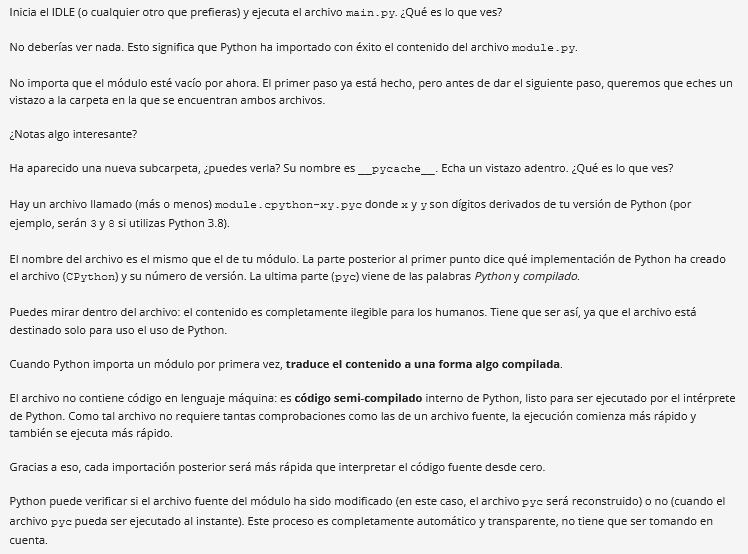 Inicia el IDLE (o cualquier otro que prefieras) y ejecuta el archivo main.py. ¿Qué es lo que ves?
No deberías ver nada. Esto significa que Python ha importado con éxito el contenido del archivo module.py.
No importa que el módulo esté vacío por ahora. El primer paso ya está hecho, pero antes de dar el siguiente paso, queremos que eches un
vistazo a la carpeta en la que se encuentran ambos archivos.
¿Notas algo interesante?
Ha aparecido una nueva subcarpeta, ¿puedes verla? Su nombre es __pycache__. Echa un vistazo adentro. ¿Qué es lo que ves?
Hay un archivo llamado (más o menos) module.cpython-xy.pyc donde x y y son dígitos derivados de tu versión de Python (por
ejemplo, serán 3 y 8 si utilizas Python 3.8).
El nombre del archivo es el mismo que el de tu módulo. La parte posterior al primer punto dice qué implementación de Python ha creado
el archivo (CPython) y su número de versión. La ultima parte (pyc) viene de las palabras Python y compilado.
Puedes mirar dentro del archivo: el contenido es completamente ilegible para los humanos. Tiene que ser así, ya que el archivo está
destinado solo para uso el uso de Python.
Cuando Python importa un módulo por primera vez, traduce el contenido a una forma algo compilada.
El archivo no contiene código en lenguaje máquina: es código semi-compilado interno de Python, listo para ser ejecutado por el intérprete
de Python. Como tal archivo no requiere tantas comprobaciones como las de un archivo fuente, la ejecución comienza más rápido y
también se ejecuta más rápido.
Gracias a eso, cada importación posterior será más rápida que interpretar el código fuente desde cero.
Python puede verificar si el archivo fuente del módulo ha sido modificado (en este caso, el archivo pyc será reconstruido) o no (cuando el
archivo pyc pueda ser ejecutado al instante). Este proceso es completamente automático y transparente, no tiene que ser tomando en
cuenta.